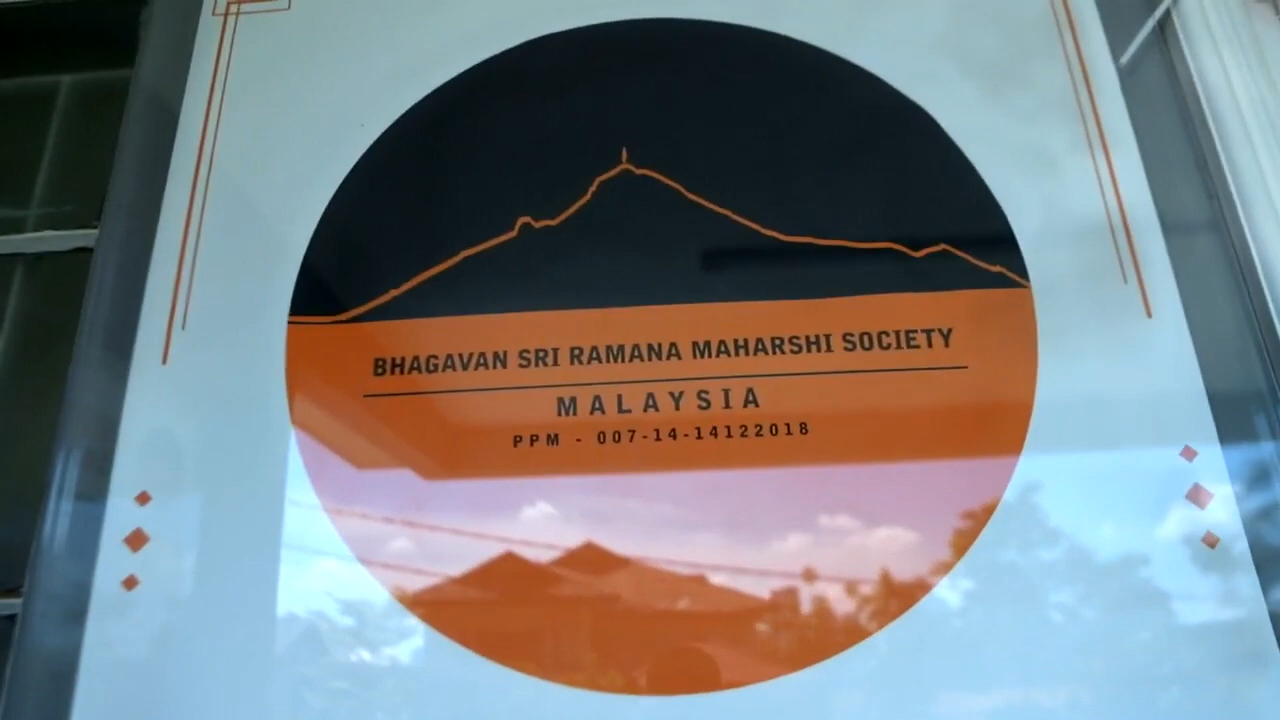 BHAGAVAN SRI RAMANA MAHARSHI SOCIETY
MALAYSIA
PPM - 007-14-14122018